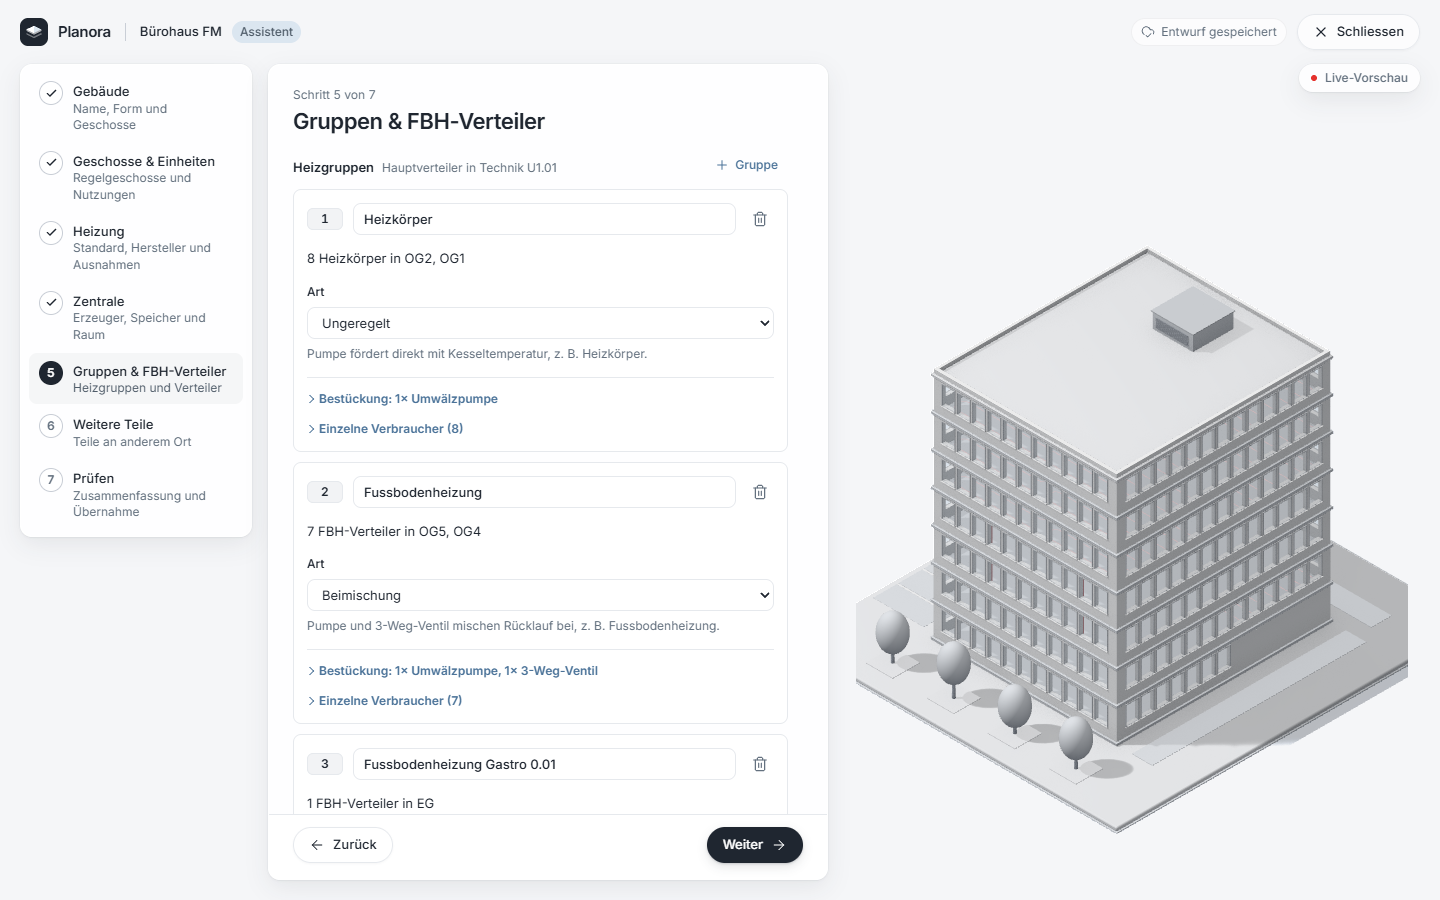 Planora
Bürohaus FM
Assistent
Entwurf gespeichert
Schliessen
Gebäude
Name, Form und
Geschosse
Geschosse & Einheiten
Regelgeschosse und
Nutzungen
Heizung
Standard, Hersteller und
Ausnahmen
Zentrale
Erzeuger, Speicher und
Raum
5
Gruppen & FBH-Verteiler
Heizgruppen und Verteiler
6
Weitere Teile
Teile an anderem Ort
7
Prüfen
Zusammenfassung und
Übernahme
Schritt 5 von 7
Gruppen & FBH-Verteiler
Heizgruppen Hauptverteiler in Technik U1.01
Gruppe
1
Heizkörper
8 Heizkörper in OG2, OG1
Art
Ungeregelt
Pumpe fördert direkt mit Kesseltemperatur, z. B. Heizkörper.
Bestückung: 1× Umwälzpumpe
Einzelne Verbraucher (8)
2
Fussbodenheizung
7 FBH-Verteiler in OG5, OG4
Art
Beimischung
Pumpe und 3-Weg-Ventil mischen Rücklauf bei, z. B. Fussbodenheizung.
Bestückung: 1× Umwälzpumpe, 1× 3-Weg-Ventil
Einzelne Verbraucher (7)
3
Fussbodenheizung Gastro 0.01
1 FBH-Verteiler in EG
Zurück
Weiter
Live-Vorschau